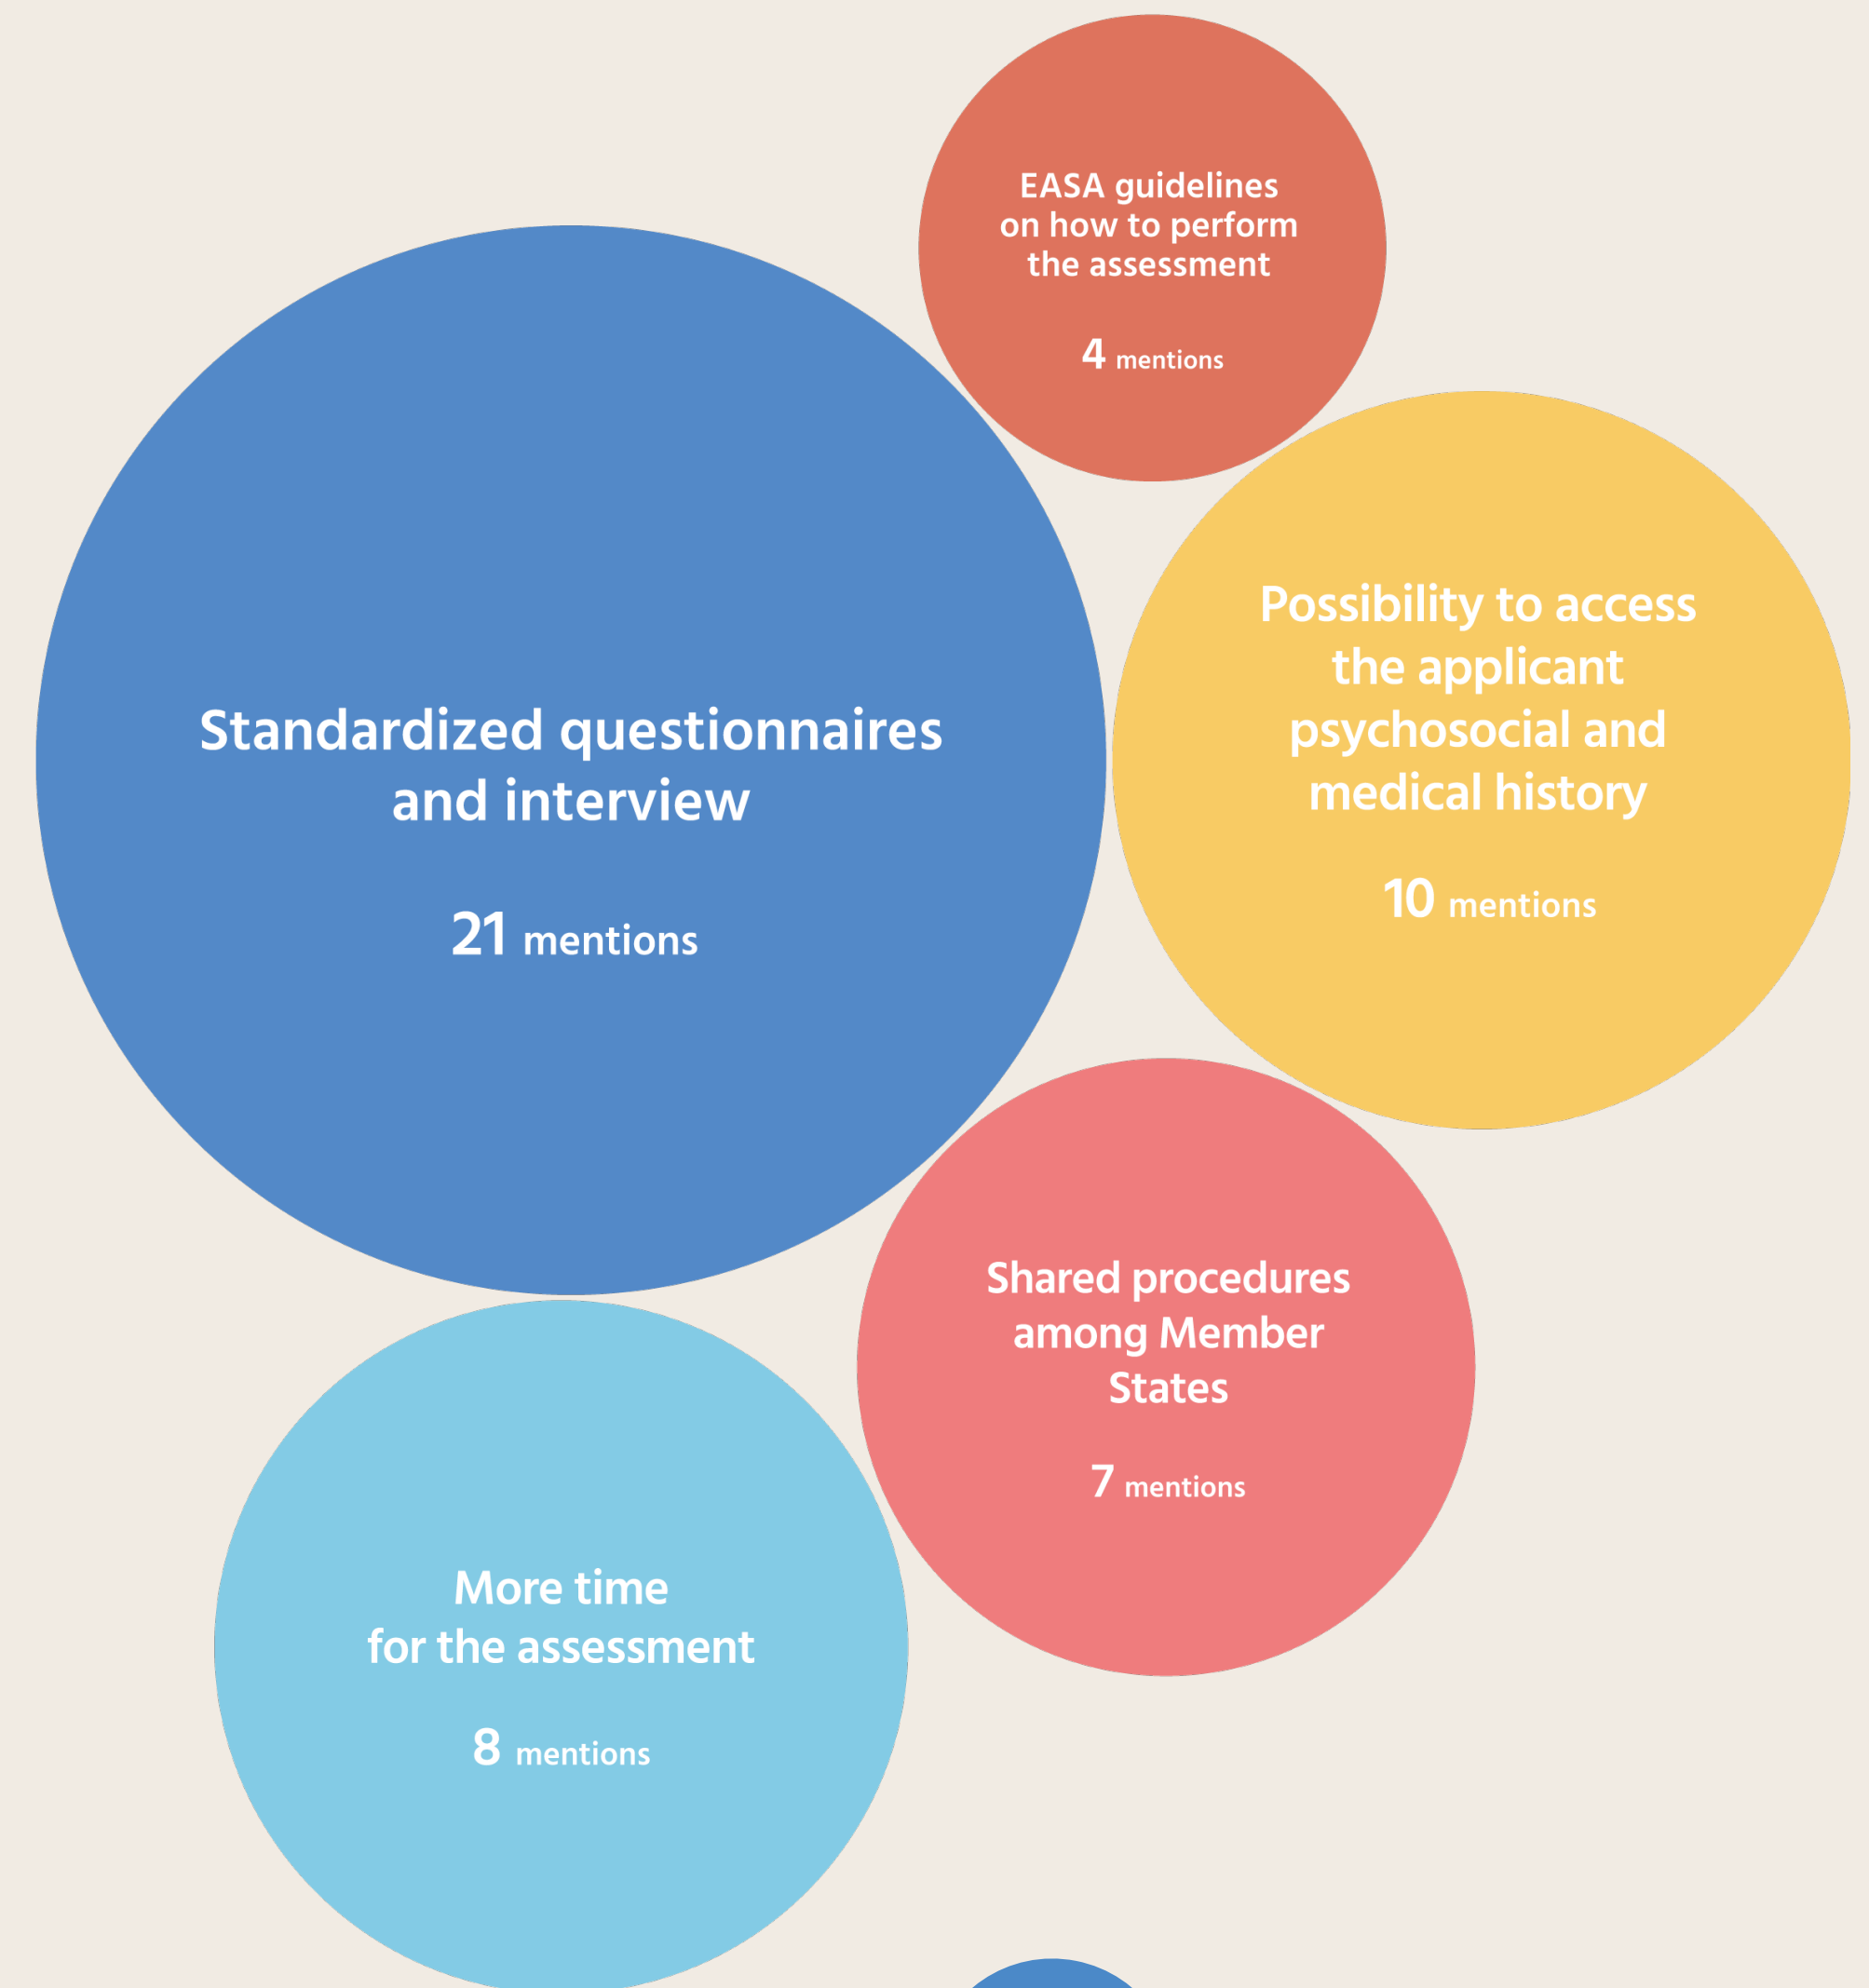 EASA guidelines
on how to perform
the assessment
4 mentions
Standardized questionnaires
and interview
21 mentions
Possibility to access
the applicant
psychosocial and
medical history
10 mentions
Shared procedures
among Member
States
7 mentions
More time
for the assessment
8 mentions